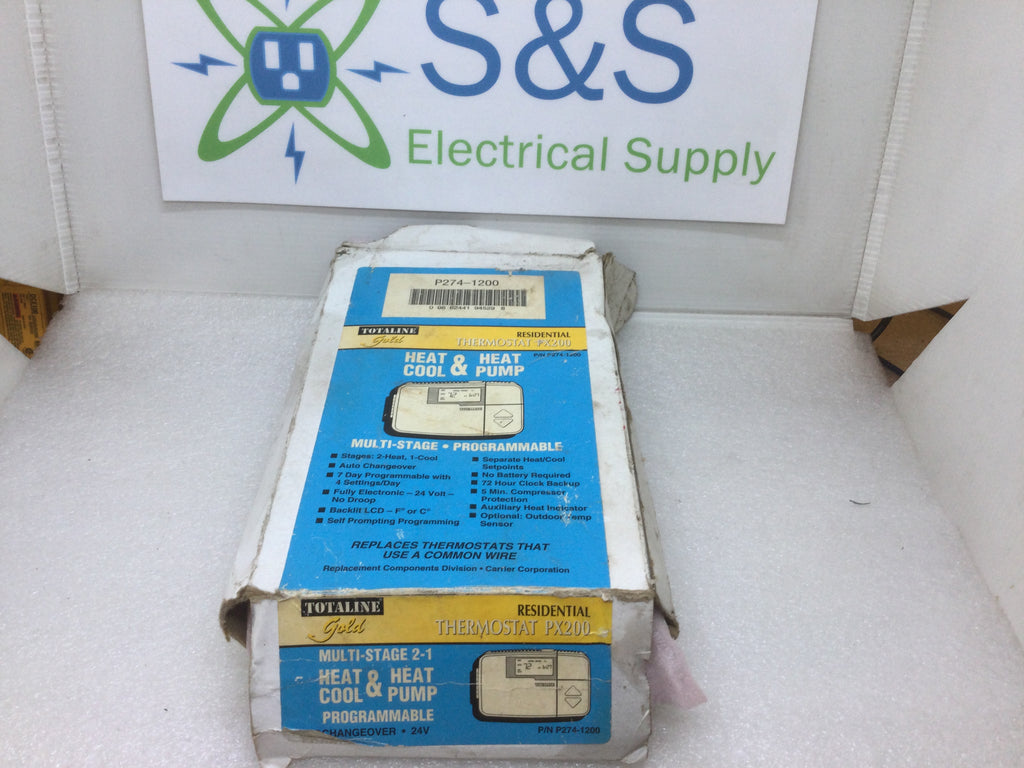 S&S
Electrical Supply
P274-1200
TOTALINE
Gold
RESIDENTIAL
THERMOSTAT PX200
P/N P274-1200
HEAT COOL & HEAT PUMP
MULTI-STAGE • PROGRAMMABLE
■ Stages: 2-Heat, 1-Cool
■ Auto Changeover
■ 7 Day Programmable with
4 Settings/Day
■ Fully Electronic – 24 Volt –
No Droop
■ Backlit LCD – F° or C°
■ Self Prompting Programming
■ Separate Heat/Cool
Setpoints
■ No Battery Required
■ 72 Hour Clock Backup
■ 5 Min. Compressor
Protection
■ Auxiliary Heat Indicator
■ Optional: Outdoor Temp
Sensor
REPLACES THERMOSTATS THAT
USE A COMMON WIRE
Replacement Components Division • Carrier Corporation
TOTALINE
Gold
RESIDENTIAL
THERMOSTAT PX200
MULTI-STAGE 2-1
HEAT COOL & HEAT PUMP
PROGRAMMABLE
CHANGEOVER • 24V
P/N P274-1200